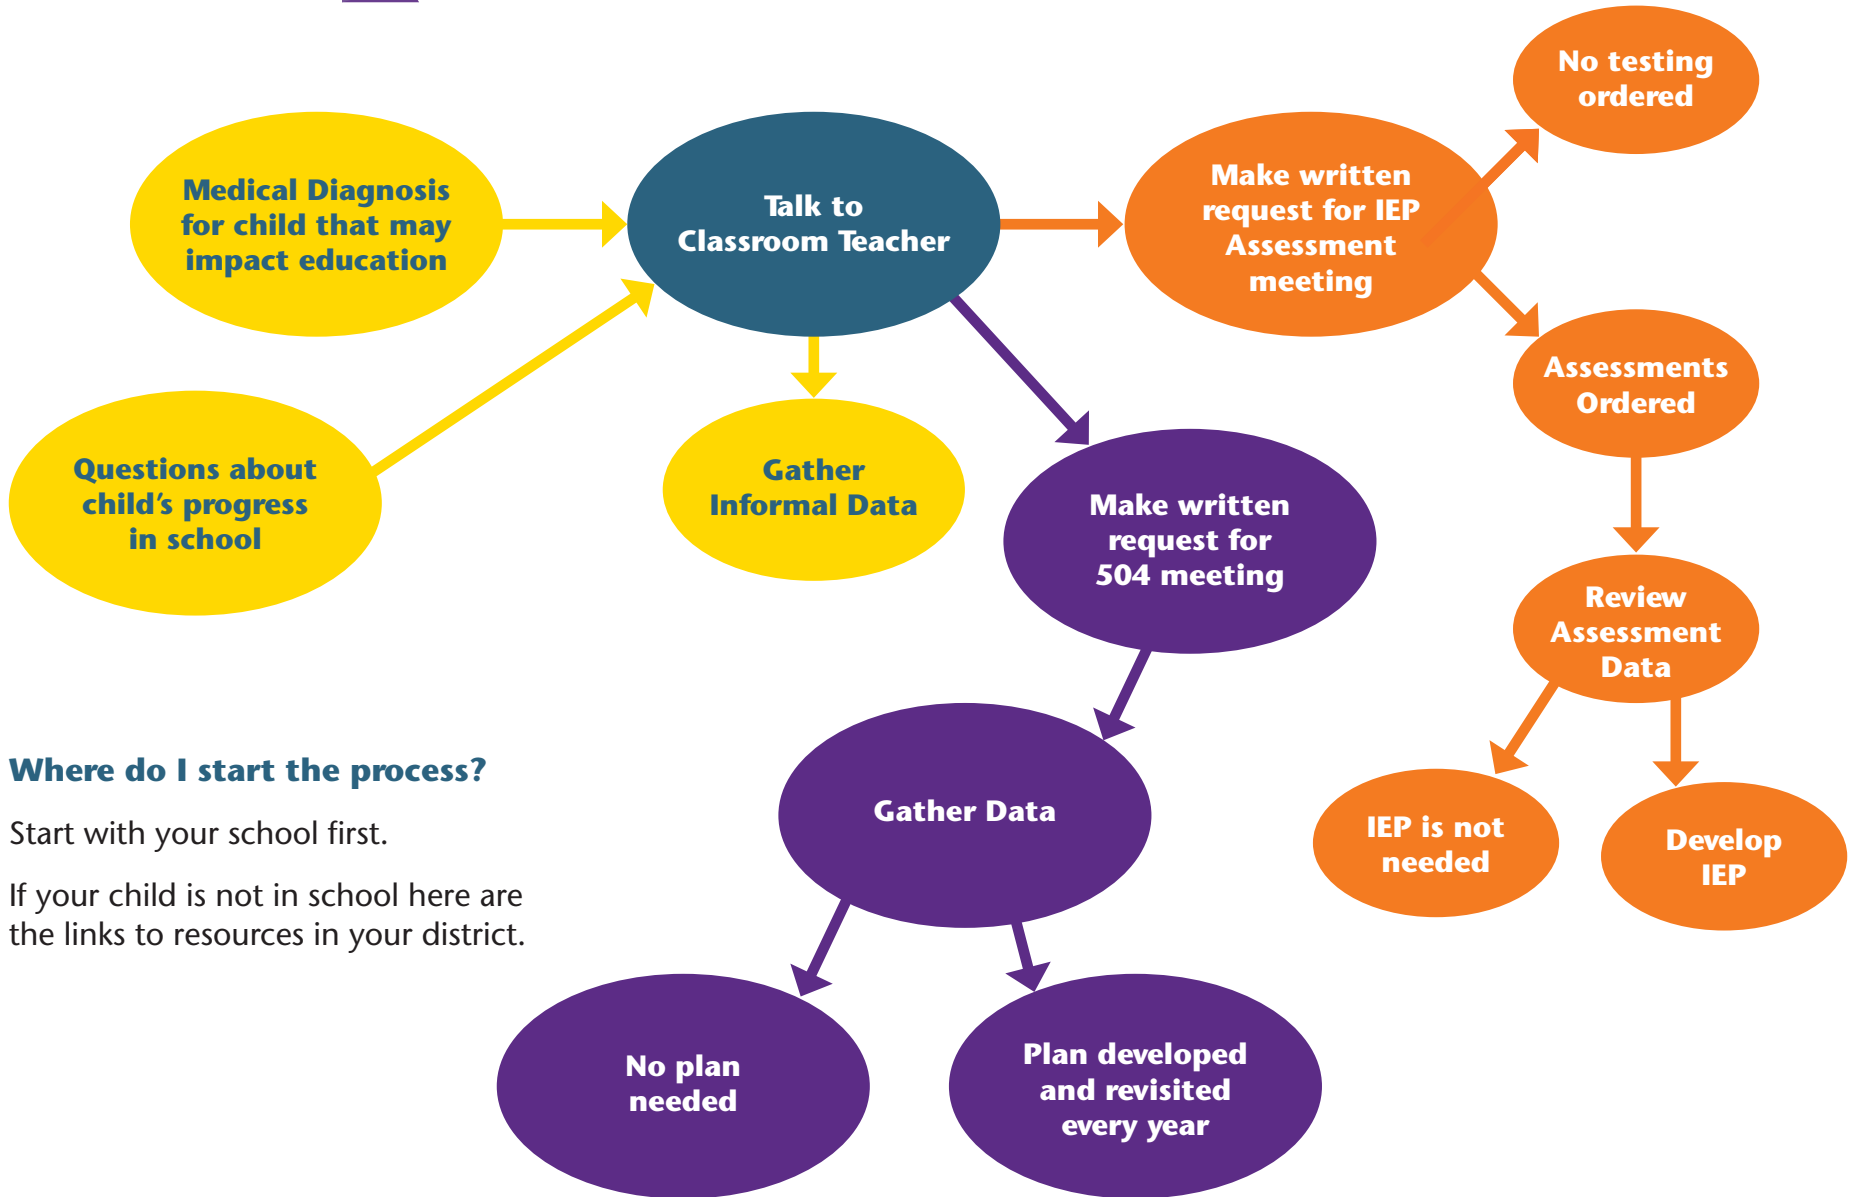 No testing
ordered
Medical Diagnosis
for child that may
impact education
Talk to
Classroom Teacher
Make written
request for IEP
Assessment
meeting
Assessments
Ordered
Questions about
child's progress
in school
Gather
Informal Data
Make written
request for
504 meeting
Review
Assessment
Data
Where do I start the process?
Start with your school first.
If your child is not in school here are
the links to resources in your district.
Gather Data
IEP is not
needed
Develop
IEP
No plan
needed
Plan developed
and revisited
every year